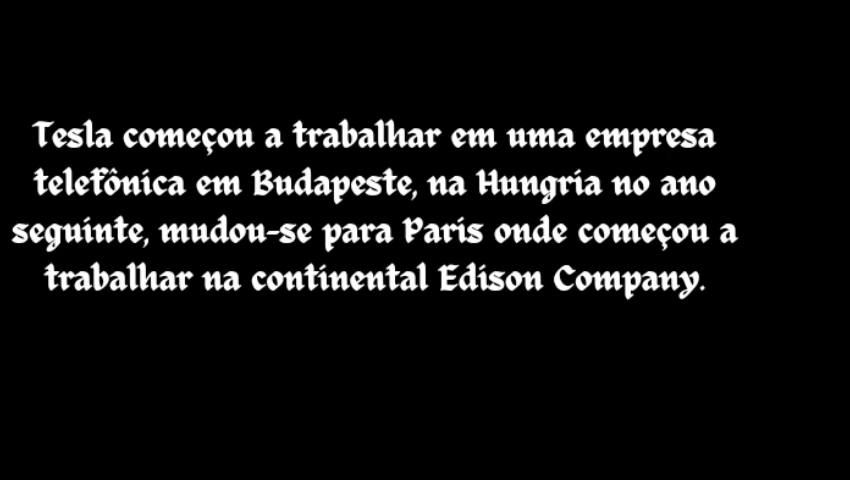 Tesla começou a trabalhar em uma empresa
telefônica em Budapeste, na Hungria no ano
seguinte, mudou-se para Paris onde começou a
trabalhar na continental Edison Company.